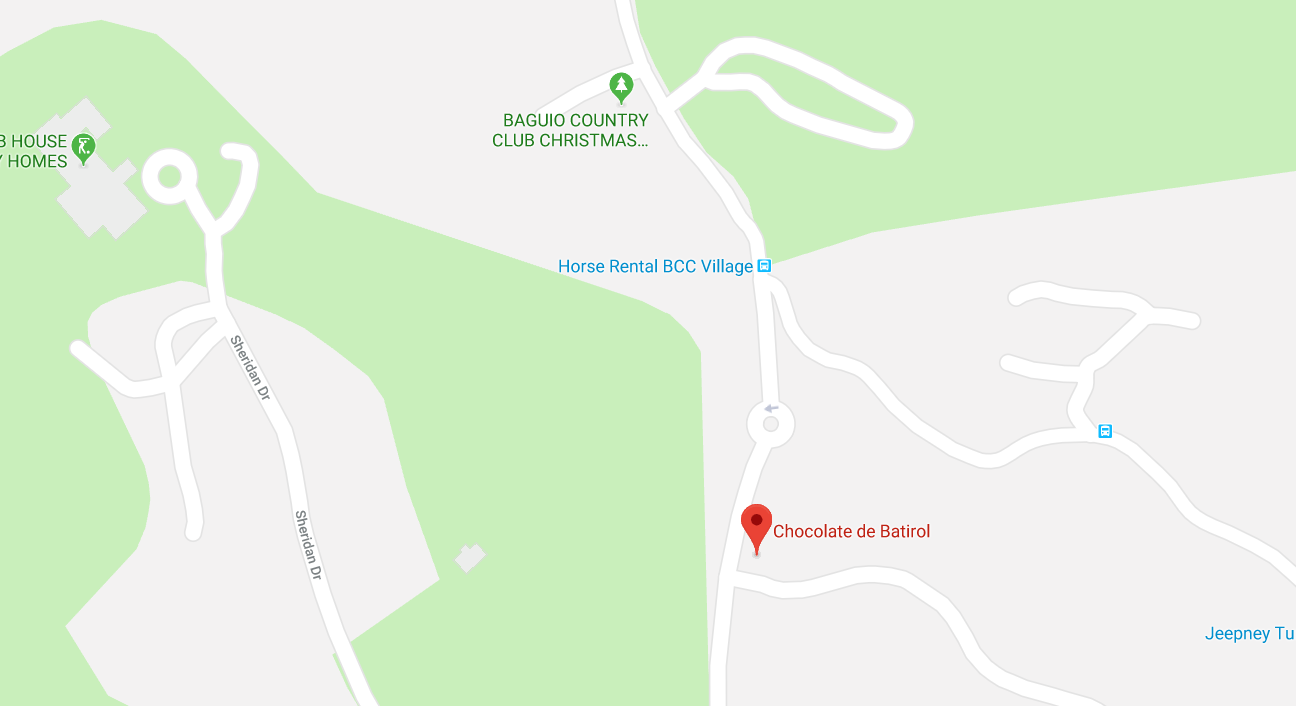 BAGUIO COUNTRY
CLUB CHRISTMAS...
B HOUSE
Y HOMES
Horse Rental BCC Village
Sheridan Dr
Sheridan Dr
Chocolate de Batirol
Jeepney Tu